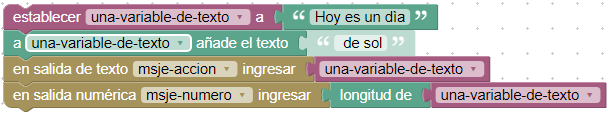 establecer una-variable-de-texto a “ Hoy es un dìa ”
a una-variable-de-texto añade el texto “ de sol ”
en salida de texto msje-accion ingresar una-variable-de-texto
en salida numérica msje-numero ingresar longitud de una-variable-de-texto